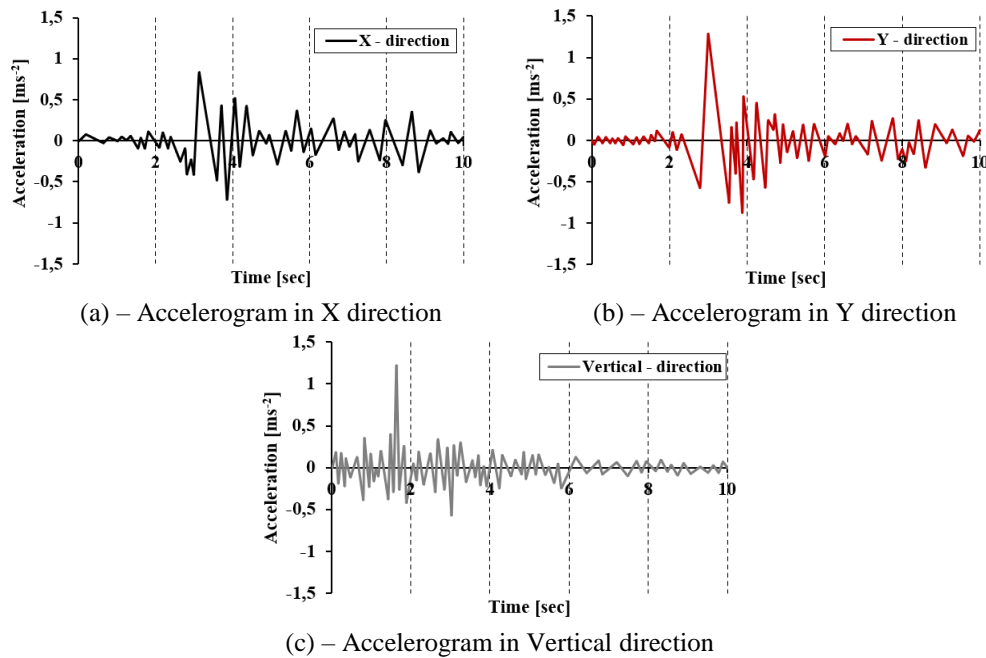 1,5
1
0,5
0
-0,5
-1
-1,5
0 2 4 6 8 10
Acceleration [ms-2]
Time [sec]
X - direction
(a) – Accelerogram in X direction
1,5
1
0,5
0
-0,5
-1
-1,5
0 2 4 6 8 10
Acceleration [ms-2]
Time [sec]
Y - direction
(b) – Accelerogram in Y direction
1,5
1
0,5
0
-0,5
-1
-1,5
0 2 4 6 8 10
Acceleration [ms-2]
Time [sec]
Vertical - direction
(c) – Accelerogram in Vertical direction